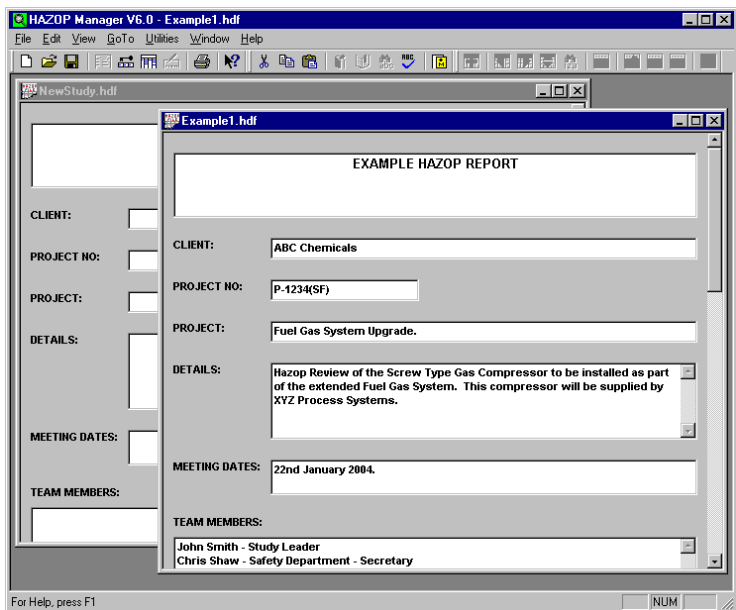 HAZOP Manager V6.0 - Example1.hdf
File Edit View GoTo Utilities Window Help
ABC
NewStudy.hdf
CLIENT:
PROJECT NO:
PROJECT:
DETAILS:
MEETING DATES:
TEAM MEMBERS:
Example1.hdf
EXAMPLE HAZOP REPORT
CLIENT: ABC Chemicals
PROJECT NO: P-1234(SF)
PROJECT: Fuel Gas System Upgrade.
DETAILS: Hazop Review of the Screw Type Gas Compressor to be installed as part
of the extended Fuel Gas System. This compressor will be supplied by
XYZ Process Systems.
MEETING DATES: 22nd January 2004.
TEAM MEMBERS:
John Smith - Study Leader
Chris Shaw - Safety Department - Secretary
For Help, press F1 NUM